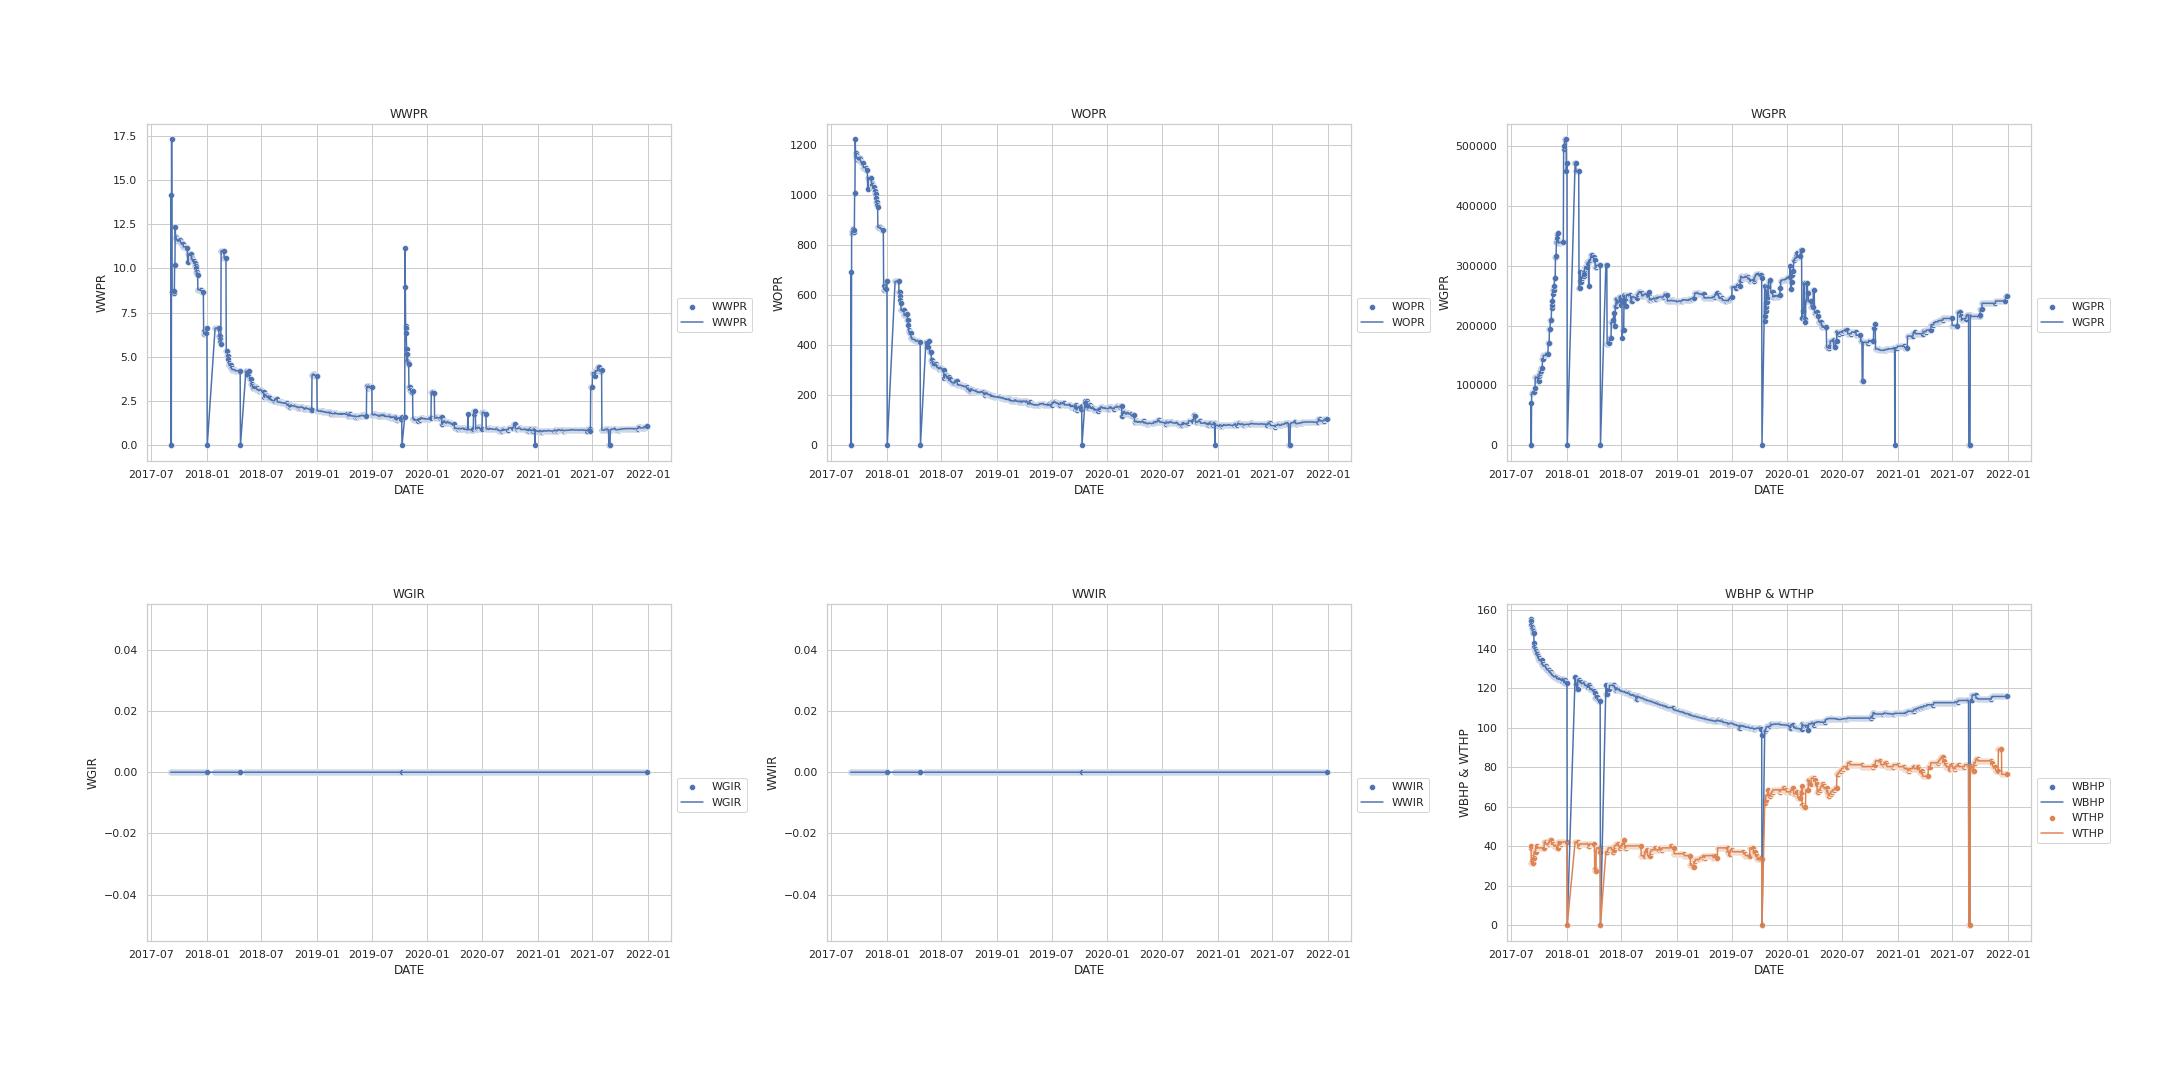 WWPR
17.5
15.0
12.5
10.0
7.5
5.0
2.5
0.0
WWPR
2017-07 2018-01 2018-07 2019-01 2019-07 2020-01 2020-07 2021-01 2021-07 2022-01
DATE
WWPR
WWPR
WOPR
1200
1000
800
600
400
200
0
WOPR
2017-07 2018-01 2018-07 2019-01 2019-07 2020-01 2020-07 2021-01 2021-07 2022-01
DATE
WOPR
WOPR
WGPR
500000
400000
300000
200000
100000
0
WGPR
2017-07 2018-01 2018-07 2019-01 2019-07 2020-01 2020-07 2021-01 2021-07 2022-01
DATE
WGPR
WGPR
WGIR
0.04
0.02
0.00
−0.02
−0.04
WGIR
2017-07 2018-01 2018-07 2019-01 2019-07 2020-01 2020-07 2021-01 2021-07 2022-01
DATE
WGIR
WGIR
WWIR
0.04
0.02
0.00
−0.02
−0.04
WWIR
2017-07 2018-01 2018-07 2019-01 2019-07 2020-01 2020-07 2021-01 2021-07 2022-01
DATE
WWIR
WWIR
WBHP & WTHP
160
140
120
100
80
60
40
20
0
WBHP & WTHP
2017-07 2018-01 2018-07 2019-01 2019-07 2020-01 2020-07 2021-01 2021-07 2022-01
DATE
WBHP
WBHP
WTHP
WTHP